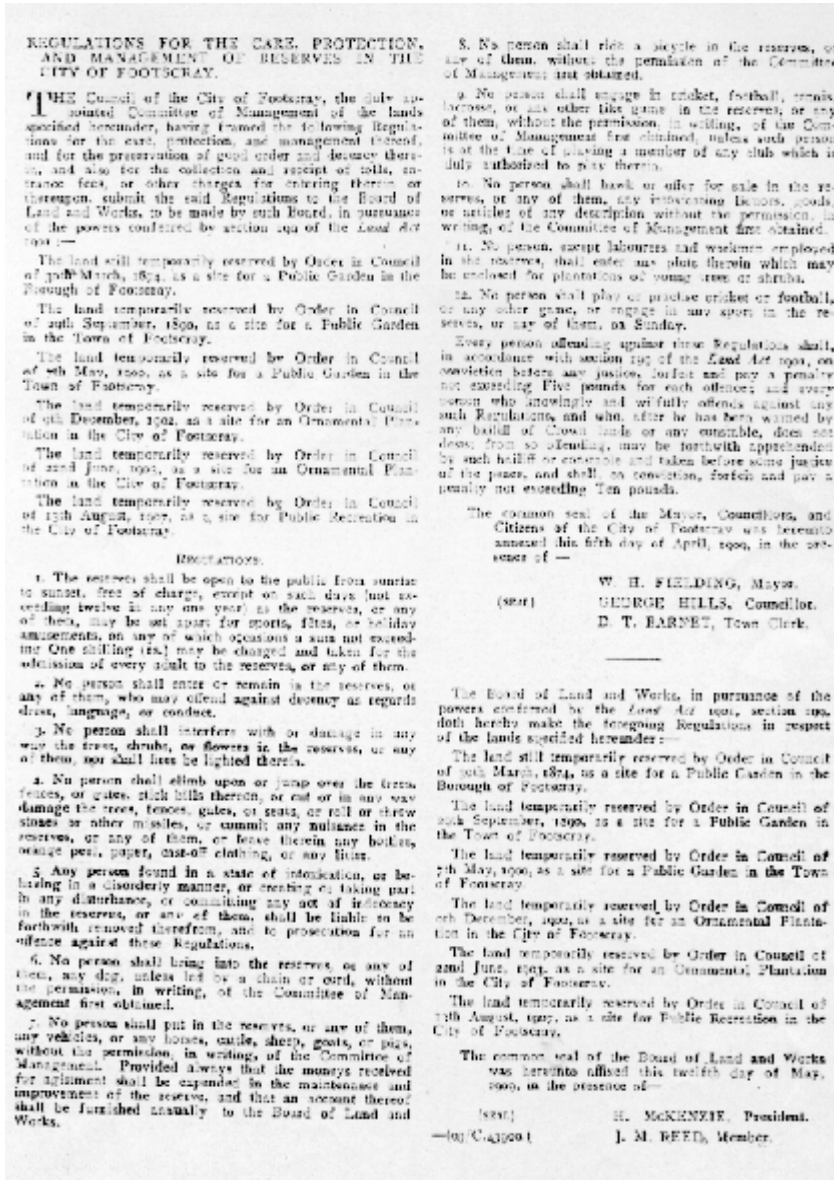 REGULATIONS FOR THE CARE, PROTECTION,
AND MANAGEMENT OF RESERVES IN THE
CITY OF FOOTSCRAY.
THE Council of the City of Footscray, the duly ap-
pointed Committee of Management of the lands
specified hereunder, having framed the following Regula-
tions for the care, protection, and management thereof,
and for the preservation of good order and decency there-
in, and also for the collection and receipt of tolls, en-
trance fees, or other charges for entering therein or
thereupon, submit the said Regulations to the Board of
Land and Works, to be made by such Board, in pursuance
of the powers conferred by section 190 of the Land Act
1901 :—
The land still temporarily reserved by Order in Council
of March, 1874, as a site for a Public Garden in the
Borough of Footscray.
The land temporarily reserved by Order in Council
of September, 1890, as a site for a Public Garden
in the Town of Footscray.
The land temporarily reserved by Order in Council
of 7th May, 1900, as a site for a Public Garden in the
Town of Footscray.
The land temporarily reserved by Order in Council
of December, 1902, as a site for an Ornamental Plan-
tation in the City of Footscray.
The land temporarily reserved by Order in Council
of 22nd June, 1903, as a site for an Ornamental Plan-
tation in the City of Footscray.
The land temporarily reserved by Order in Council
of 13th August, 1907, as a site for Public Recreation in
the City of Footscray.
REGULATIONS.
1. The reserves shall be open to the public from sunrise
to sunset, free of charge, except on such days (not ex-
ceeding twelve in any one year) as the reserves, or any
of them, may be set apart for sports, fêtes, or holiday
amusements, on any of which occasions a sum not exceed-
ing One shilling (1s.) may be charged and taken for the
admission of every adult to the reserves, or any of them.
2. No person shall enter or remain in the reserves, or
any of them, who may offend against decency as regards
dress, language, or conduct.
3. No person shall interfere with or damage in any
way the trees, shrubs, or flowers in the reserves, or any
of them, nor shall fires be lighted therein.
4. No person shall climb upon or jump over the trees,
fences, or gates, stick bills thereon, or cut or in any way
damage the trees, fences, gates, or seats, or roll or throw
stones or other missiles, or commit any nuisance in the
reserves, or any of them, or leave therein any bottles,
orange peel, paper, cast-off clothing, or any litter.
5. Any person found in a state of intoxication, or be-
having in a disorderly manner, or creating or taking part
in any disturbance, or committing any act of indecency
in the reserves, or any of them, shall be liable to be
forthwith removed therefrom, and to prosecution for an
offence against these Regulations.
6. No person shall bring into the reserves, or any of
them, any dog, unless led by a chain or cord, without
the permission, in writing, of the Committee of Man-
agement first obtained.
7. No person shall put in the reserves, or any of them,
any vehicles, or any horses, cattle, sheep, goats, or pigs,
without the permission, in writing, of the Committee of
Management. Provided always that the moneys received
for agistment shall be expended in the maintenance and
improvement of the reserve, and that an account thereof
shall be furnished annually to the Board of Land and
Works.
8. No person shall ride a bicycle in the reserves, or
any of them, without the permission of the Committee
of Management first obtained.
9. No person shall engage in cricket, football, tennis,
lacrosse, or any other like game in the reserves, or any
of them, without the permission, in writing, of the Com-
mittee of Management first obtained, unless such person
is at the time of playing a member of any club which is
duly authorized to play therein.
10. No person shall hawk or offer for sale in the re-
serves, or any of them, any intoxicating liquors, goods,
or articles of any description without the permission, in
writing, of the Committee of Management first obtained.
11. No person, except labourers and workmen employed
in the reserves, shall enter any plots therein which may
be enclosed for plantations of young trees or shrubs.
12. No person shall play or practise cricket or football,
or any other game, or engage in any sport in the re-
serves, or any of them, on Sunday.
Every person offending against these Regulations shall,
in accordance with section 195 of the Land Act 1901, on
conviction before any justice, forfeit and pay a penalty
not exceeding Five pounds for each offence; and every
person who knowingly and wilfully offends against any
such Regulations, and who, after he has been warned by
any bailiff of Crown lands or any constable, does not
desist from so offending, may be forthwith apprehended
by such bailiff or constable and taken before some justice
of the peace, and shall, on conviction, forfeit and pay a
penalty not exceeding Ten pounds.
The common seal of the Mayor, Councillors, and
Citizens of the City of Footscray was hereunto
annexed this fifth day of April, 1909, in the pre-
sence of —
W. H. FIELDING, Mayor.
(SEAL) GEORGE HILLS, Councillor.
D. T. BARNET, Town Clerk.
The Board of Land and Works, in pursuance of the
powers conferred by the Land Act 1901, section 190,
doth hereby make the foregoing Regulations in respect
of the lands specified hereunder:—
The land still temporarily reserved by Order in Council
of March, 1874, as a site for a Public Garden in the
Borough of Footscray.
The land temporarily reserved by Order in Council of
September, 1890, as a site for a Public Garden in
the Town of Footscray.
The land temporarily reserved by Order in Council of
7th May, 1900, as a site for a Public Garden in the Town
of Footscray.
The land temporarily reserved by Order in Council of
December, 1902, as a site for an Ornamental Planta-
tion in the City of Footscray.
The land temporarily reserved by Order in Council of
22nd June, 1903, as a site for an Ornamental Plantation
in the City of Footscray.
The land temporarily reserved by Order in Council of
13th August, 1907, as a site for Public Recreation in the
City of Footscray.
The common seal of the Board of Land and Works
was hereunto affixed this twelfth day of May,
1909, in the presence of—
(SEAL) H. McKENZIE, President.
J. M. REED, Member.